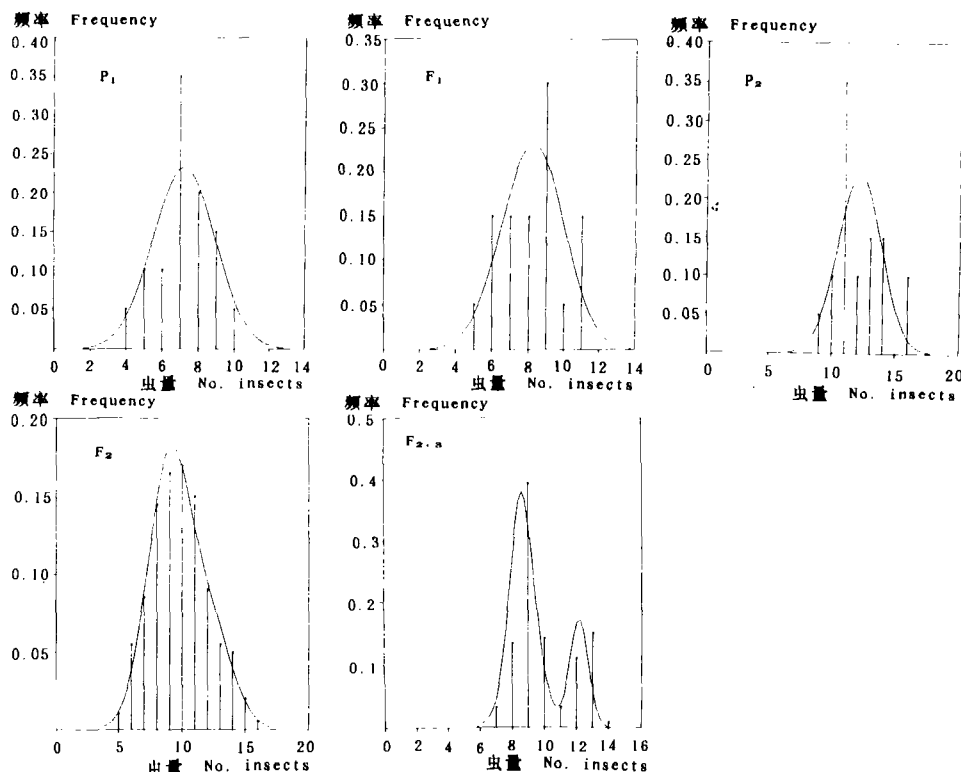 频率 Frequency
0.40
0.35
0.30
0.25
0.20
0.15
0.10
0.05
P₁
0 2 4 6 8 10 12 14
虫量 No. insects
频率 Frequency
0.35
0.30
0.25
0.20
0.15
0.10
0.05
F₁
0 2 4 6 8 10 12 14
虫量 No. insects
频率 Frequency
0.40
0.35
0.30
0.25
0.20
0.15
0.10
0.05
P₂
0 5 10 15 20
虫量 No. insects
频率 Frequency
0.20
0.15
0.10
0.05
F₂
0 5 10 15 20
虫量 No. insects
频率 Frequency
0.5
0.4
0.3
0.2
0.1
F₂.₃
0 2 4 6 8 10 12 14 16
虫量 No. insects